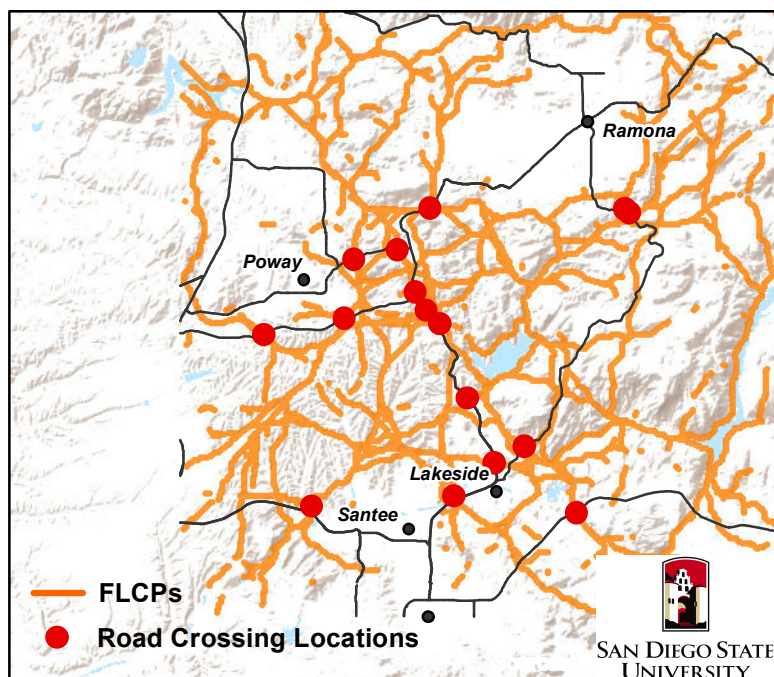 Ramona
Poway
Lakeside
Santee
FLCPs
Road Crossing Locations
SAN DIEGO STATE
UNIVERSITY